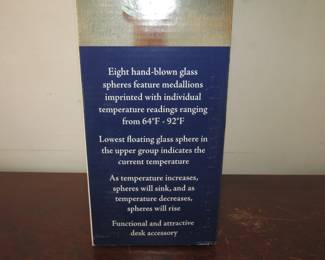 Eight hand-blown glass
spheres feature medallions
imprinted with individual
temperature readings ranging
from 64°F - 92°F
Lowest floating glass sphere in
the upper group indicates the
current temperature
As temperature increases,
spheres will sink, and as
temperature decreases,
spheres will rise
Functional and attractive
desk accessory